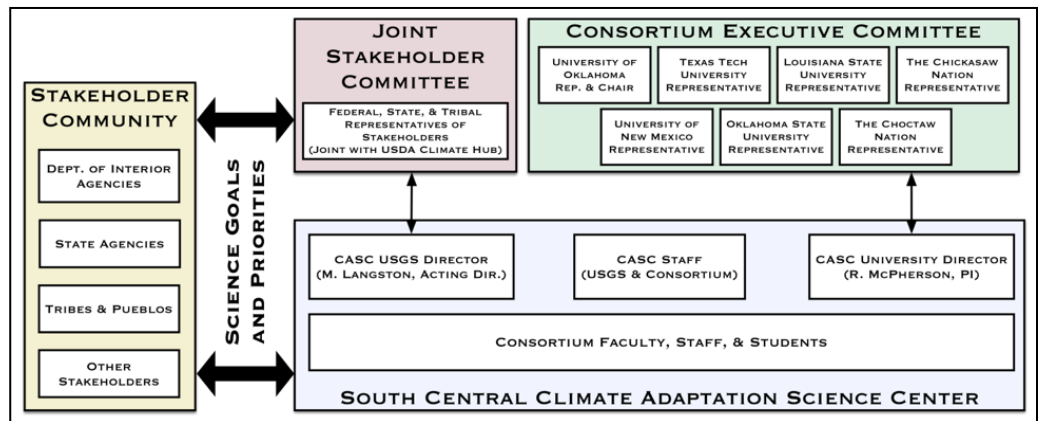 STAKEHOLDER
COMMUNITY
DEPT. OF INTERIOR
AGENCIES
STATE AGENCIES
TRIBES & PUEBLOS
OTHER
STAKEHOLDERS
SCIENCE GOALS
AND PRIORITIES
JOINT
STAKEHOLDER
COMMITTEE
FEDERAL, STATE, & TRIBAL
REPRESENTATIVES OF
STAKEHOLDERS
(JOINT WITH USDA CLIMATE HUB)
CONSORTIUM EXECUTIVE COMMITTEE
UNIVERSITY OF
OKLAHOMA
REP. & CHAIR
TEXAS TECH
UNIVERSITY
REPRESENTATIVE
LOUISIANA STATE
UNIVERSITY
REPRESENTATIVE
THE CHICKASAW
NATION
REPRESENTATIVE
UNIVERSITY OF
NEW MEXICO
REPRESENTATIVE
OKLAHOMA STATE
UNIVERSITY
REPRESENTATIVE
THE CHOCTAW
NATION
REPRESENTATIVE
CASC USGS DIRECTOR
(M. LANGSTON, ACTING DIR.)
CASC STAFF
(USGS & CONSORTIUM)
CASC UNIVERSITY DIRECTOR
(R. MCPHERSON, PI)
CONSORTIUM FACULTY, STAFF, & STUDENTS
SOUTH CENTRAL CLIMATE ADAPTATION SCIENCE CENTER